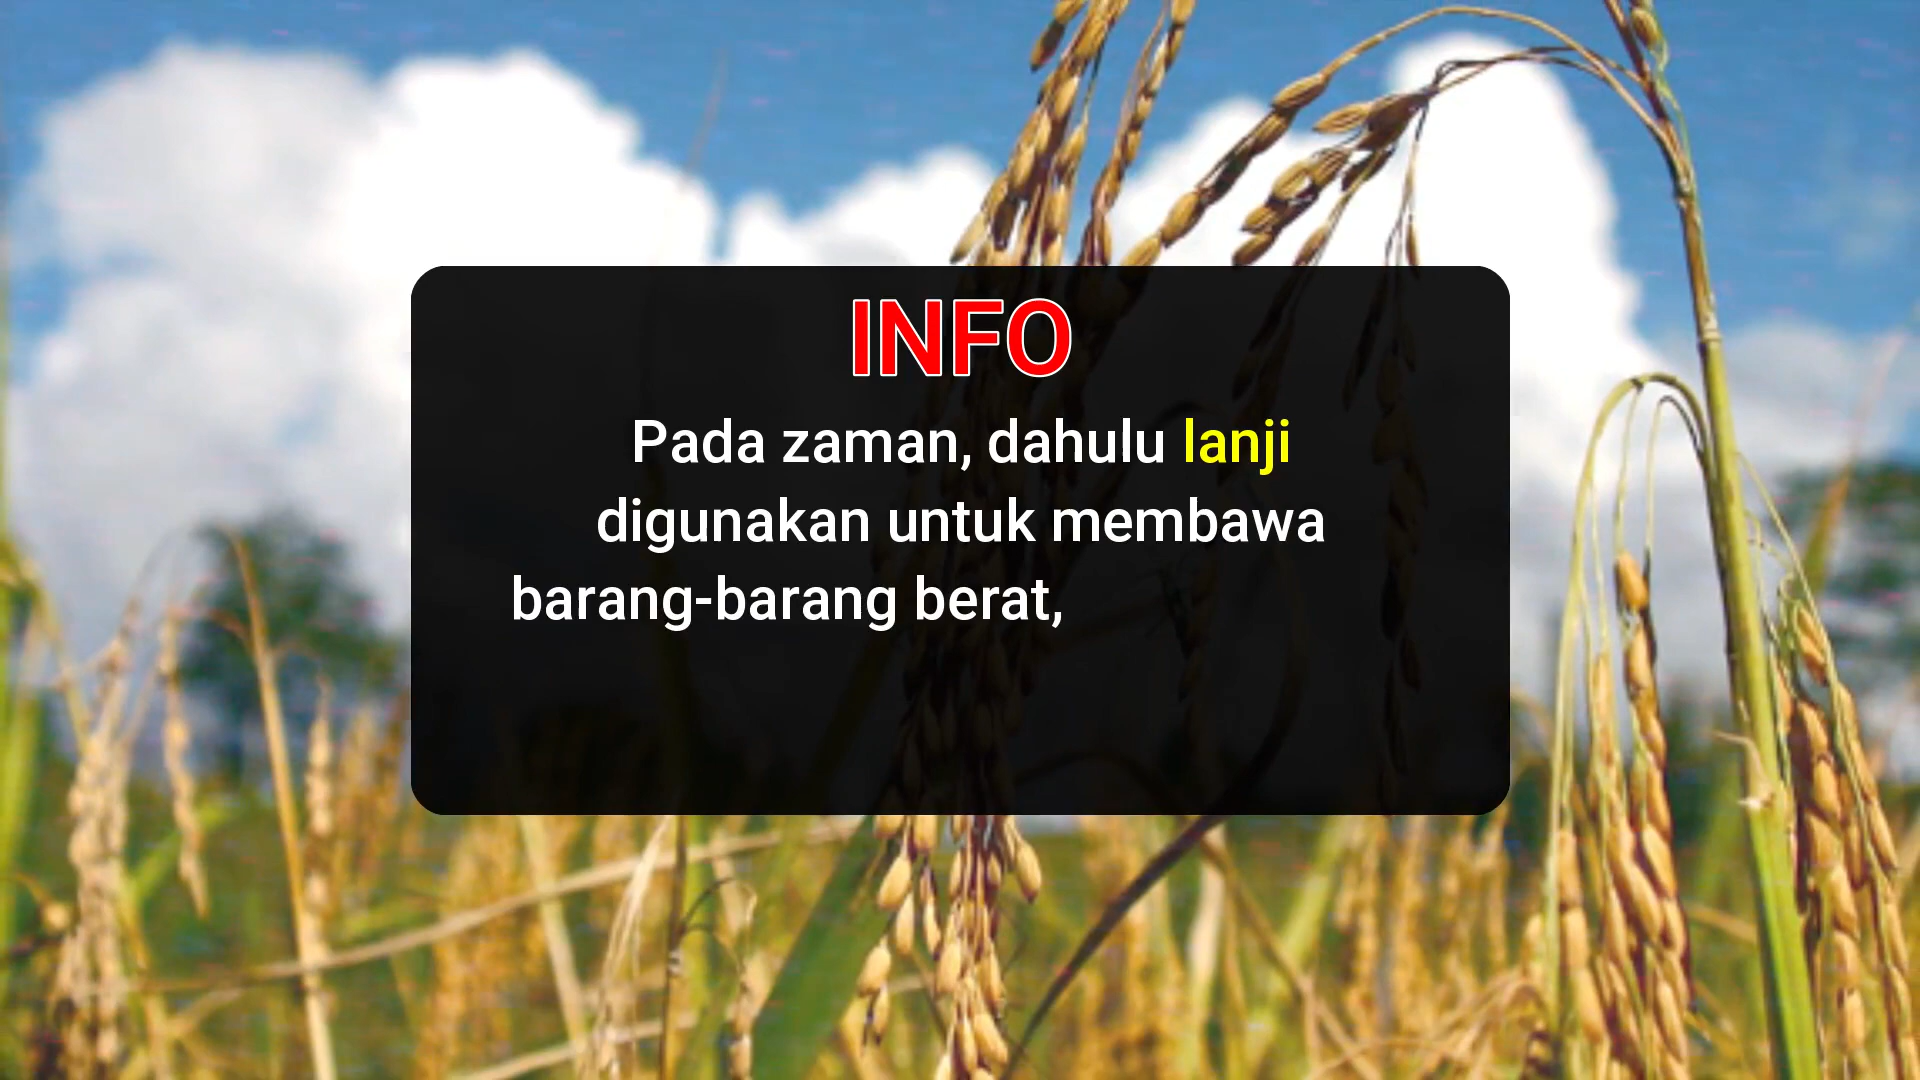 INFO
Pada zaman, dahulu lanji
digunakan untuk membawa
barang-barang berat,